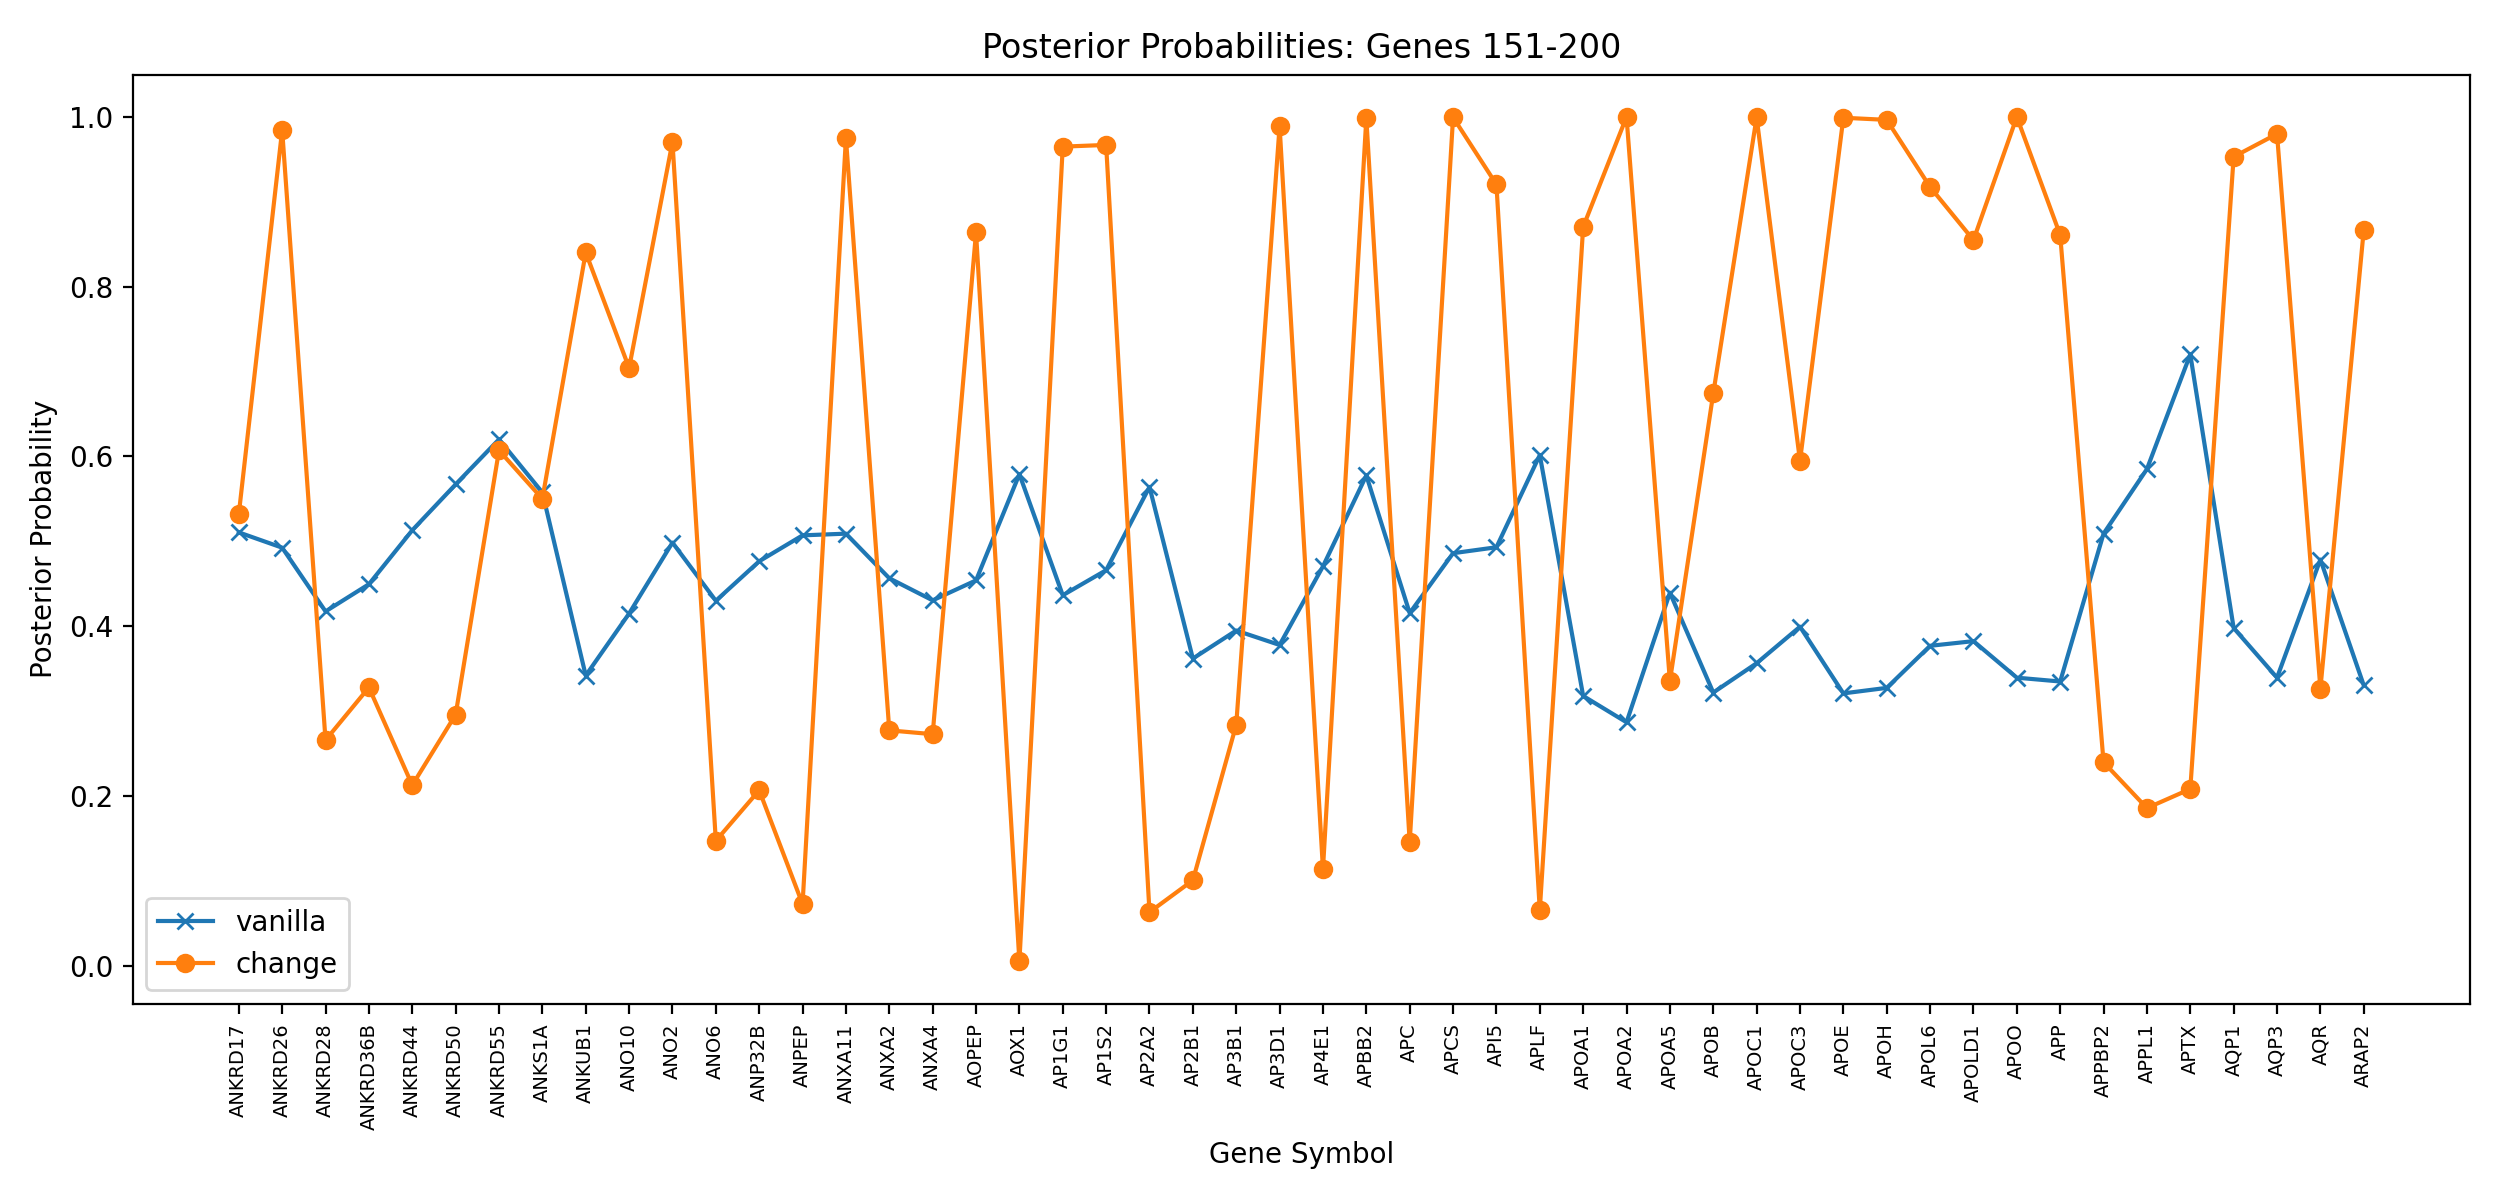 Posterior Probabilities: Genes 151-200
Posterior Probability
1.0
0.8
0.6
0.4
0.2
0.0
vanilla
change
ANKRD17
ANKRD26
ANKRD28
ANKRD36B
ANKRD44
ANKRD50
ANKRD55
ANKS1A
ANKUB1
ANO10
ANO2
ANO6
ANP32B
ANPEP
ANXA11
ANXA2
ANXA4
AOPEP
AOX1
AP1G1
AP1S2
AP2A2
AP2B1
AP3B1
AP3D1
AP4E1
APBB2
APC
APCS
API5
APLF
APOA1
APOA2
APOA5
APOB
APOC1
APOC3
APOE
APOH
APOL6
APOLD1
APOO
APP
APPBP2
APPL1
APTX
AQP1
AQP3
AQR
ARAP2
Gene Symbol